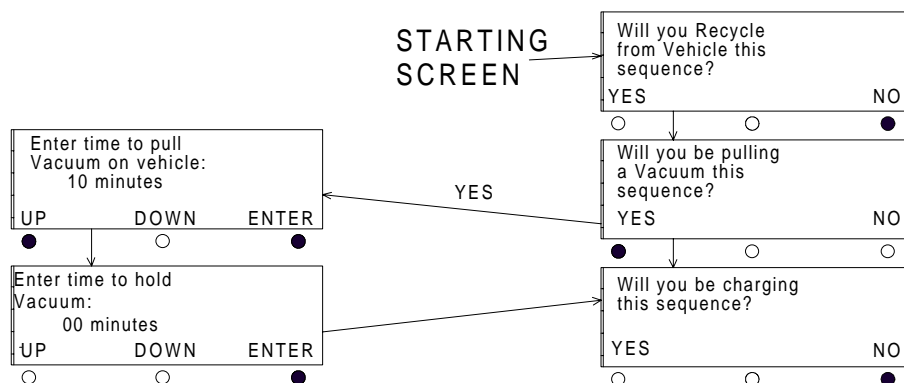 STARTING
SCREEN
Will you Recycle
from Vehicle this
sequence?
YES NO
Enter time to pull
Vacuum on vehicle:
10 minutes
UP DOWN ENTER
YES
Will you be pulling
a Vacuum this
sequence?
YES NO
Enter time to hold
Vacuum:
00 minutes
UP DOWN ENTER
Will you be charging
this sequence?
YES NO